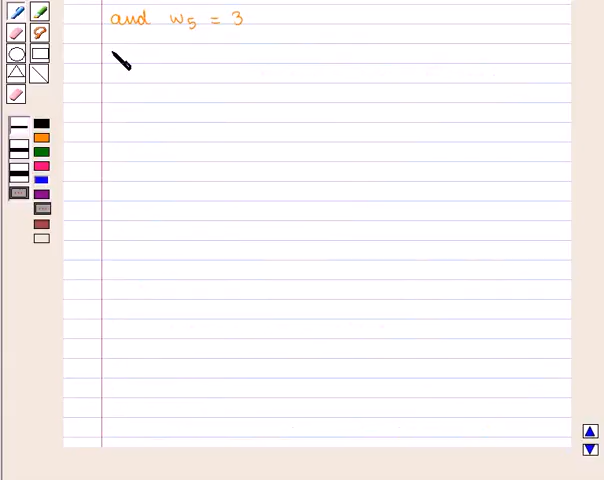 and w₅ = 3